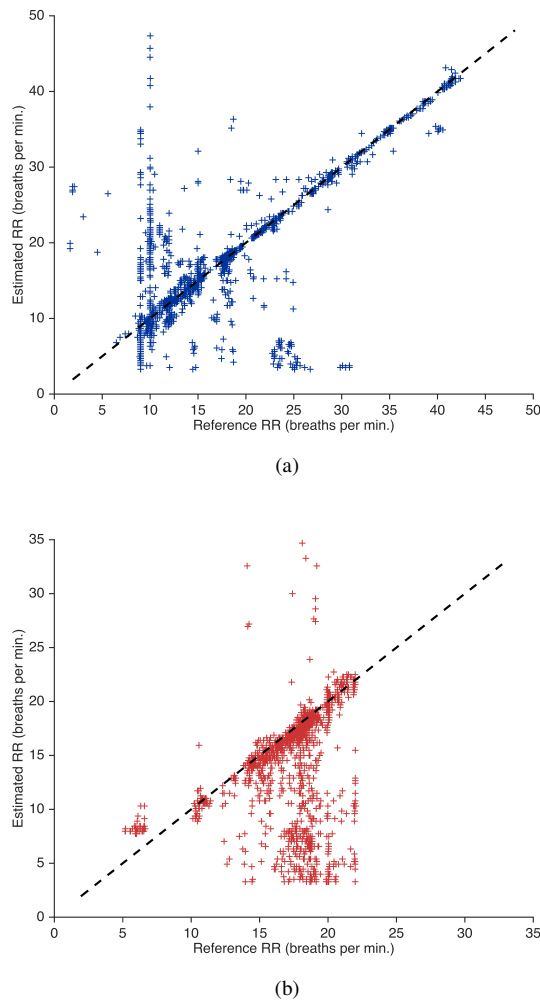 50
40
30
20
10
0
Estimated RR (breaths per min.)
0 5 10 15 20 25 30 35 40 45 50
Reference RR (breaths per min.)
(a)
35
30
25
20
15
10
5
0
Estimated RR (breaths per min.)
0 5 10 15 20 25 30 35
Reference RR (breaths per min.)
(b)